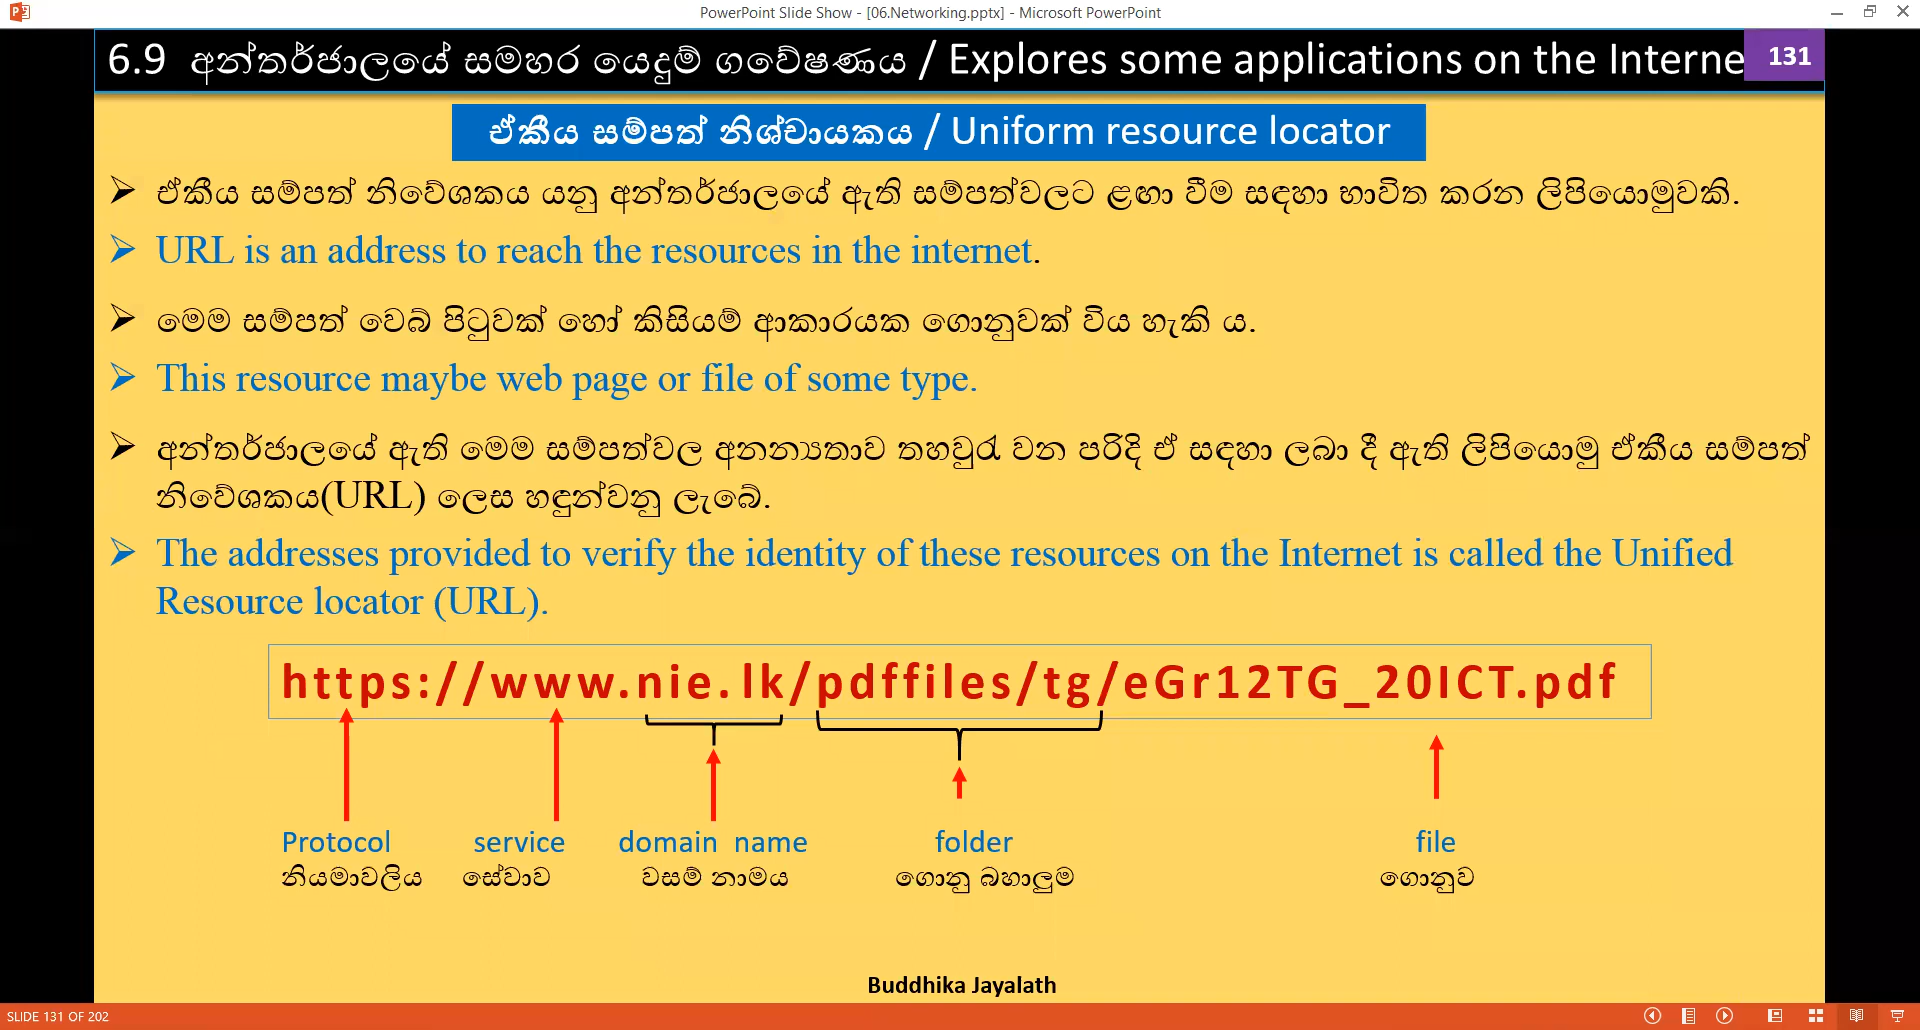 PowerPoint Slide Show - [06.Networking.pptx] - Microsoft PowerPoint
6.9 අන්තර්ජාලයේ සමහර යෙදුම් ගවේෂණය / Explores some applications on the Interne
131
ඒකීය සම්පත් නිශ්චායකය / Uniform resource locator
➢ ඒකීය සම්පත් නිවේශකය යනු අන්තර්ජාලයේ ඇති සම්පත්වලට ළඟා වීම සඳහා භාවිත කරන ලිපියොමුවකි.
➢ URL is an address to reach the resources in the internet.
➢ මෙම සම්පත් වෙබ් පිටුවක් හෝ කිසියම් ආකාරයක ගොනුවක් විය හැකි ය.
➢ This resource maybe web page or file of some type.
➢ අන්තර්ජාලයේ ඇති මෙම සම්පත්වල අනන්‍යතාව තහවුරු වන පරිදි ඒ සඳහා ලබා දී ඇති ලිපියොමු ඒකීය සම්පත්
නිවේශකය(URL) ලෙස හඳුන්වනු ලැබේ.
➢ The addresses provided to verify the identity of these resources on the Internet is called the Unified
Resource locator (URL).
https://www.nie.lk/pdffiles/tg/eGr12TG_20ICT.pdf
Protocol service domain name folder file
නියමාවලිය සේවාව වසම් නාමය ගොනු බහාලුම ගොනුව
Buddhika Jayalath
SLIDE 131 OF 202